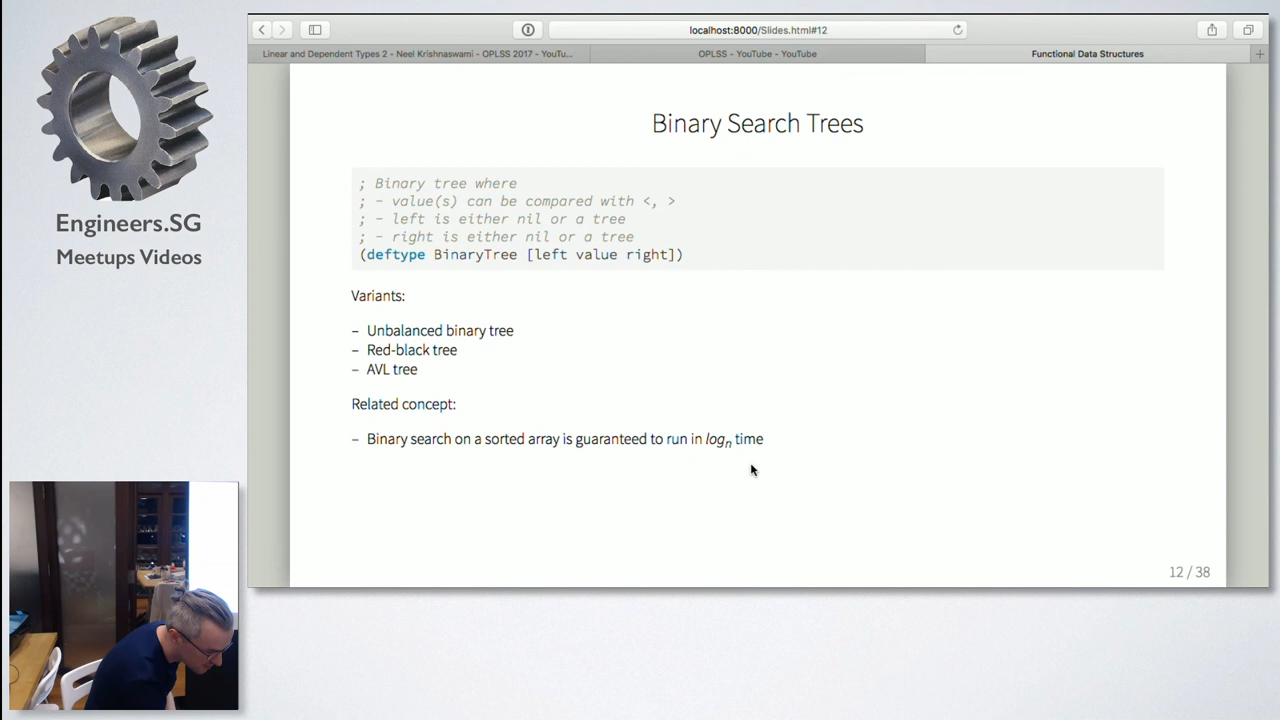 localhost:8000/Slides.html#12
Linear and Dependent Types 2 - Neel Krishnaswami - OPLSS 2017 - YouTu...
OPLSS - YouTube - YouTube
Functional Data Structures
Engineers.SG
Meetups Videos
Binary Search Trees
; Binary tree where
; - value(s) can be compared with <, >
; - left is either nil or a tree
; - right is either nil or a tree
(deftype BinaryTree [left value right])
Variants:
– Unbalanced binary tree
– Red-black tree
– AVL tree
Related concept:
– Binary search on a sorted array is guaranteed to run in logn time
12 / 38